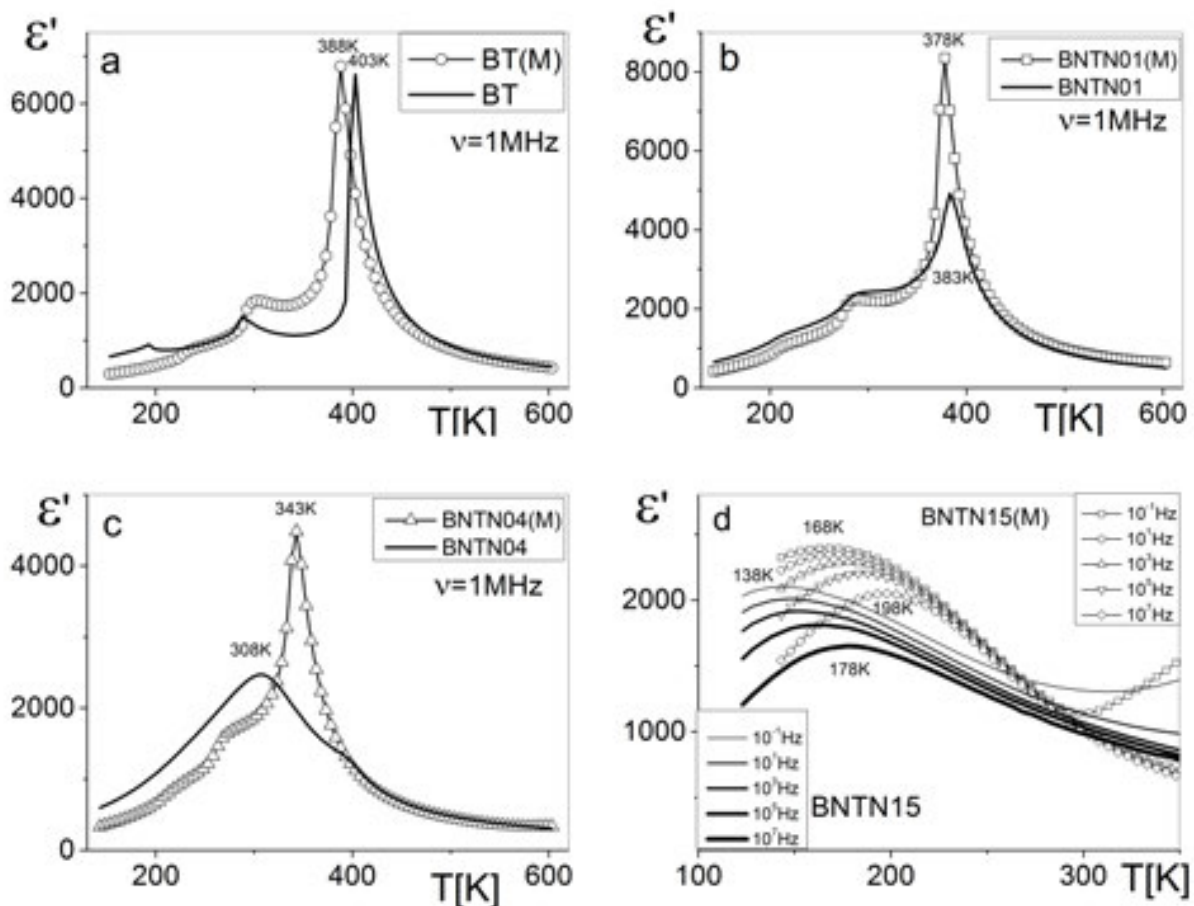 ε'
a
388K
403K
BT(M)
BT
ν=1MHz
6000
4000
2000
0
200
400
600
T[K]
b
378K
BNTN01(M)
BNTN01
ν=1MHz
8000
6000
4000
2000
0
383K
200
400
600
T[K]
ε'
c
343K
BNTN04(M)
BNTN04
ν=1MHz
308K
4000
2000
0
200
400
600
T[K]
ε'
d
168K
BNTN15(M)
10⁻¹Hz
10¹Hz
10³Hz
10⁵Hz
10⁷Hz
138K
198K
178K
2000
1000
10⁻¹Hz
10¹Hz
10³Hz
10⁵Hz
10⁷Hz
BNTN15
100
200
300
T[K]